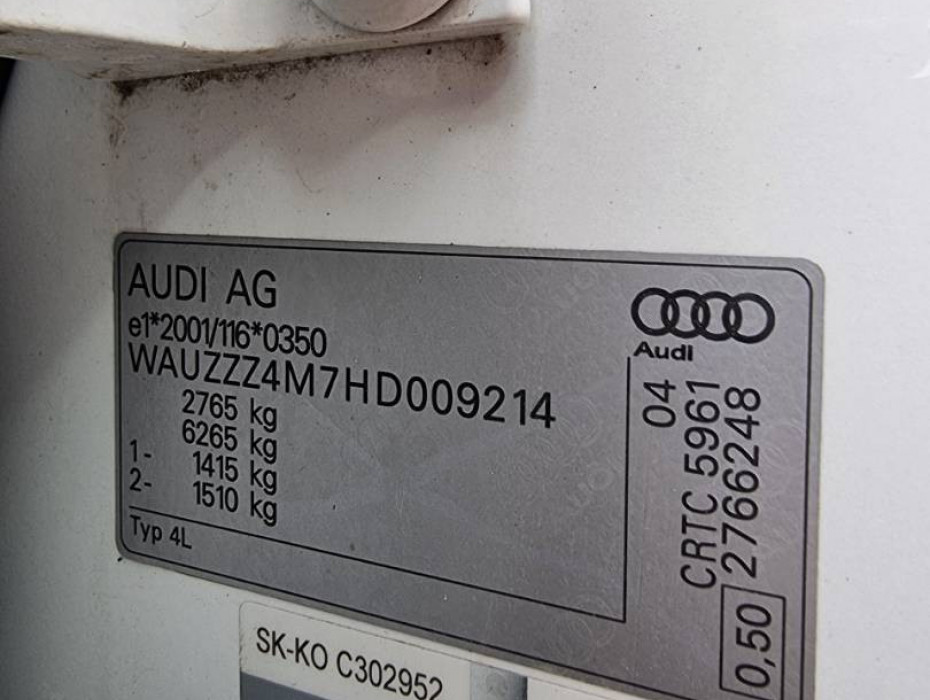 AUDI AG
e1*2001/116*0350
WAUZZZ4M7HD009214
2765 kg
6265 kg
1- 1415 kg
2- 1510 kg
Typ 4L
Audi
04
CRTC 5961
2766248
0,50
SK-KO C302952